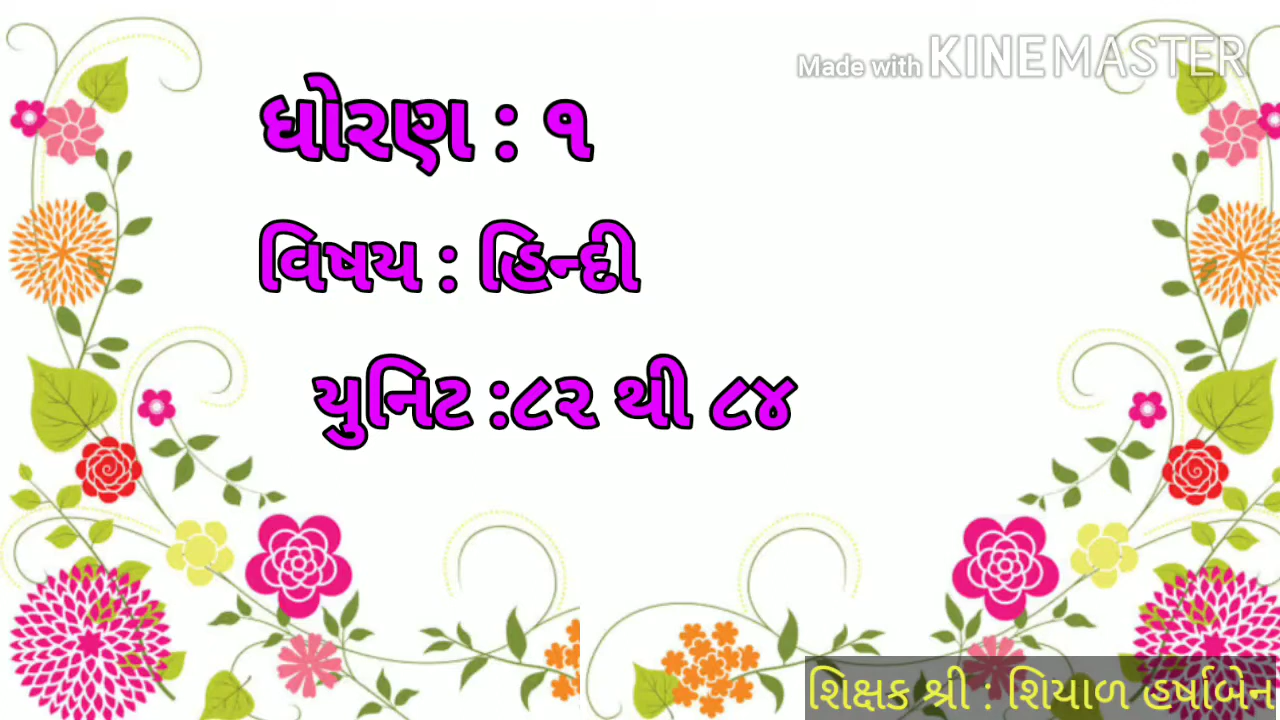 Made with KINEMASTER
ધોરણ : ૧
વિષય : હિન્દી
યુનિટ :૮૨ થી ૮૪
શિક્ષક શ્રી : શિયાળ હર્ષાબેન